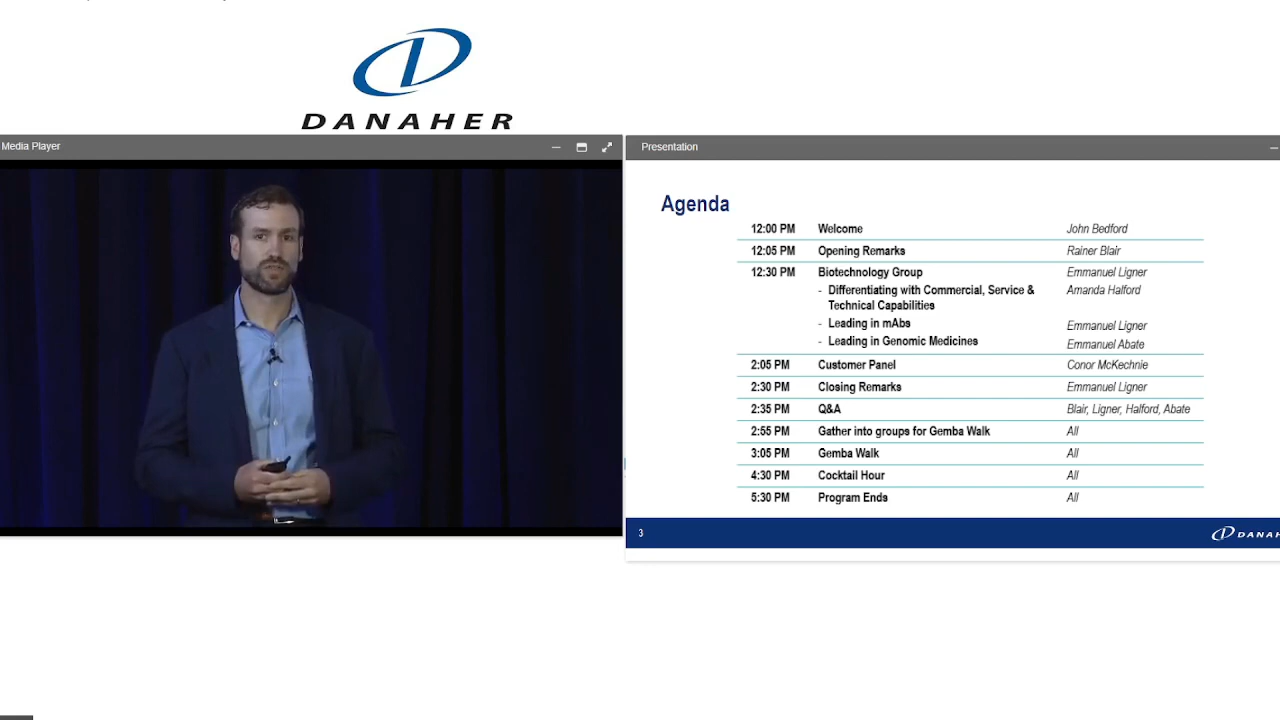 DANAHER
Media Player
Presentation
Agenda
12:00 PM Welcome John Bedford
12:05 PM Opening Remarks Rainer Blair
12:30 PM Biotechnology Group Emmanuel Ligner
- Differentiating with Commercial, Service & Amanda Halford
Technical Capabilities
- Leading in mAbs Emmanuel Ligner
- Leading in Genomic Medicines Emmanuel Abate
2:05 PM Customer Panel Conor McKechnie
2:30 PM Closing Remarks Emmanuel Ligner
2:35 PM Q&A Blair, Ligner, Halford, Abate
2:55 PM Gather into groups for Gemba Walk All
3:05 PM Gemba Walk All
4:30 PM Cocktail Hour All
5:30 PM Program Ends All
3